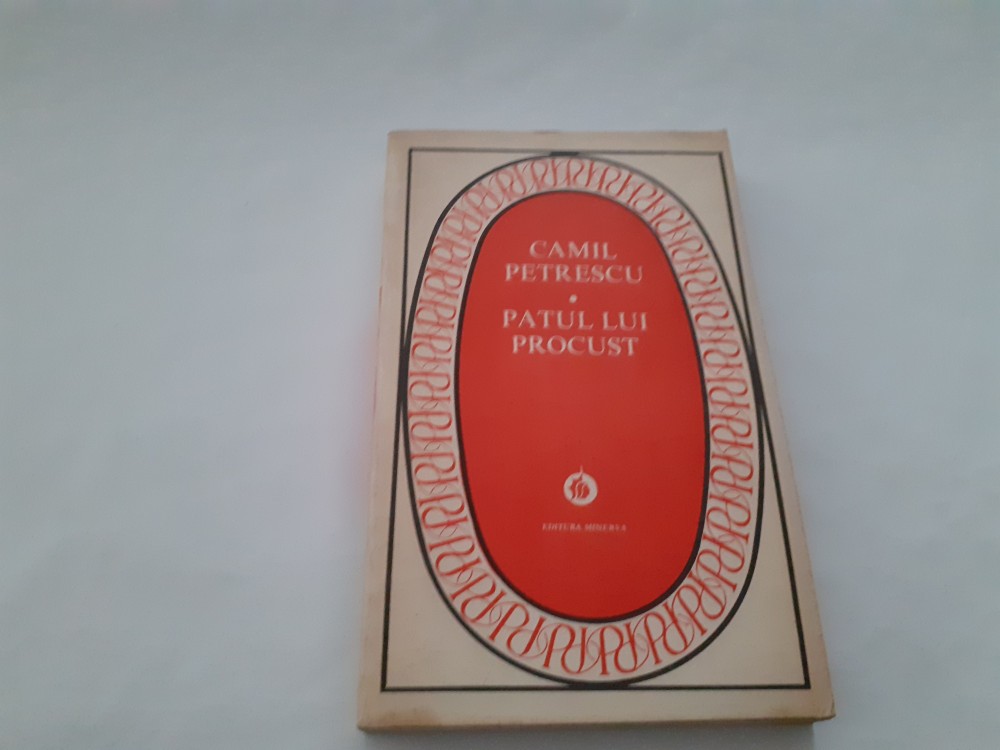 CAMIL
PETRESCU
•
PATUL LUI
PROCUST
EDITURA MINERVA